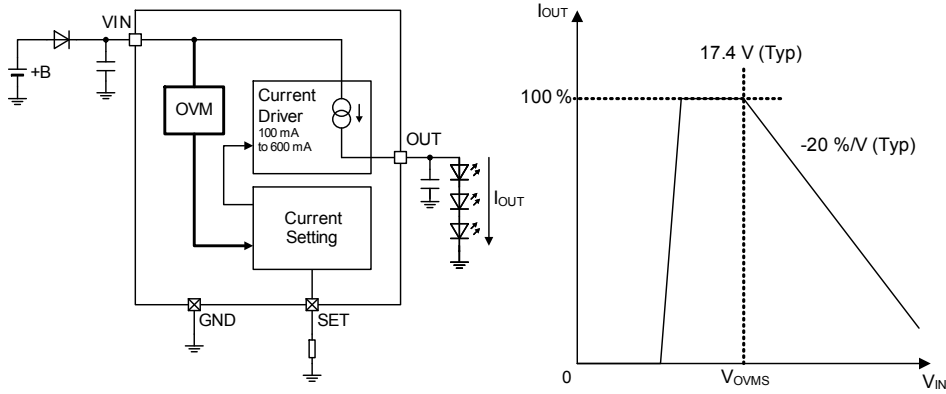 VIN
+B
OVM
Current
Driver
100 mA
to 600 mA
OUT
IOUT
Current
Setting
GND
SET
IOUT
17.4 V (Typ)
100 %
-20 %/V (Typ)
0
VOVMS
VIN